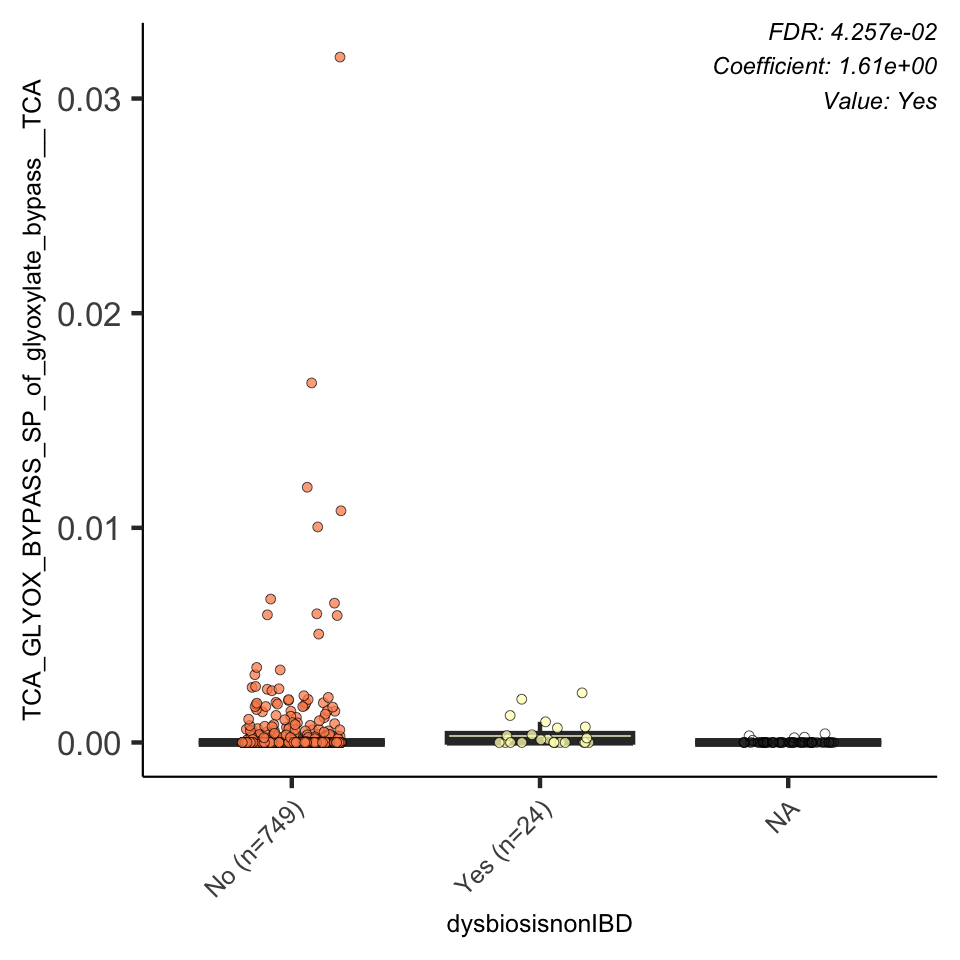 FDR: 4.257e-02
Coefficient: 1.61e+00
Value: Yes
TCA_GLYOX_BYPASS_SP_of_glyoxylate_bypass__TCA
0.03
0.02
0.01
0.00
No (n=749)
Yes (n=24)
NA
dysbiosisnonIBD